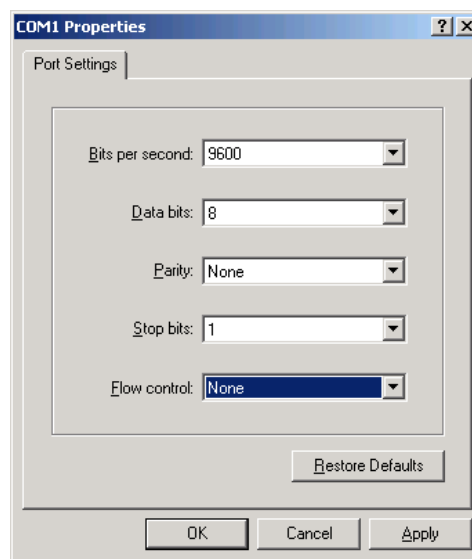 COM1 Properties
Port Settings
Bits per second: 9600
Data bits: 8
Parity: None
Stop bits: 1
Flow control: None
Restore Defaults
OK Cancel Apply